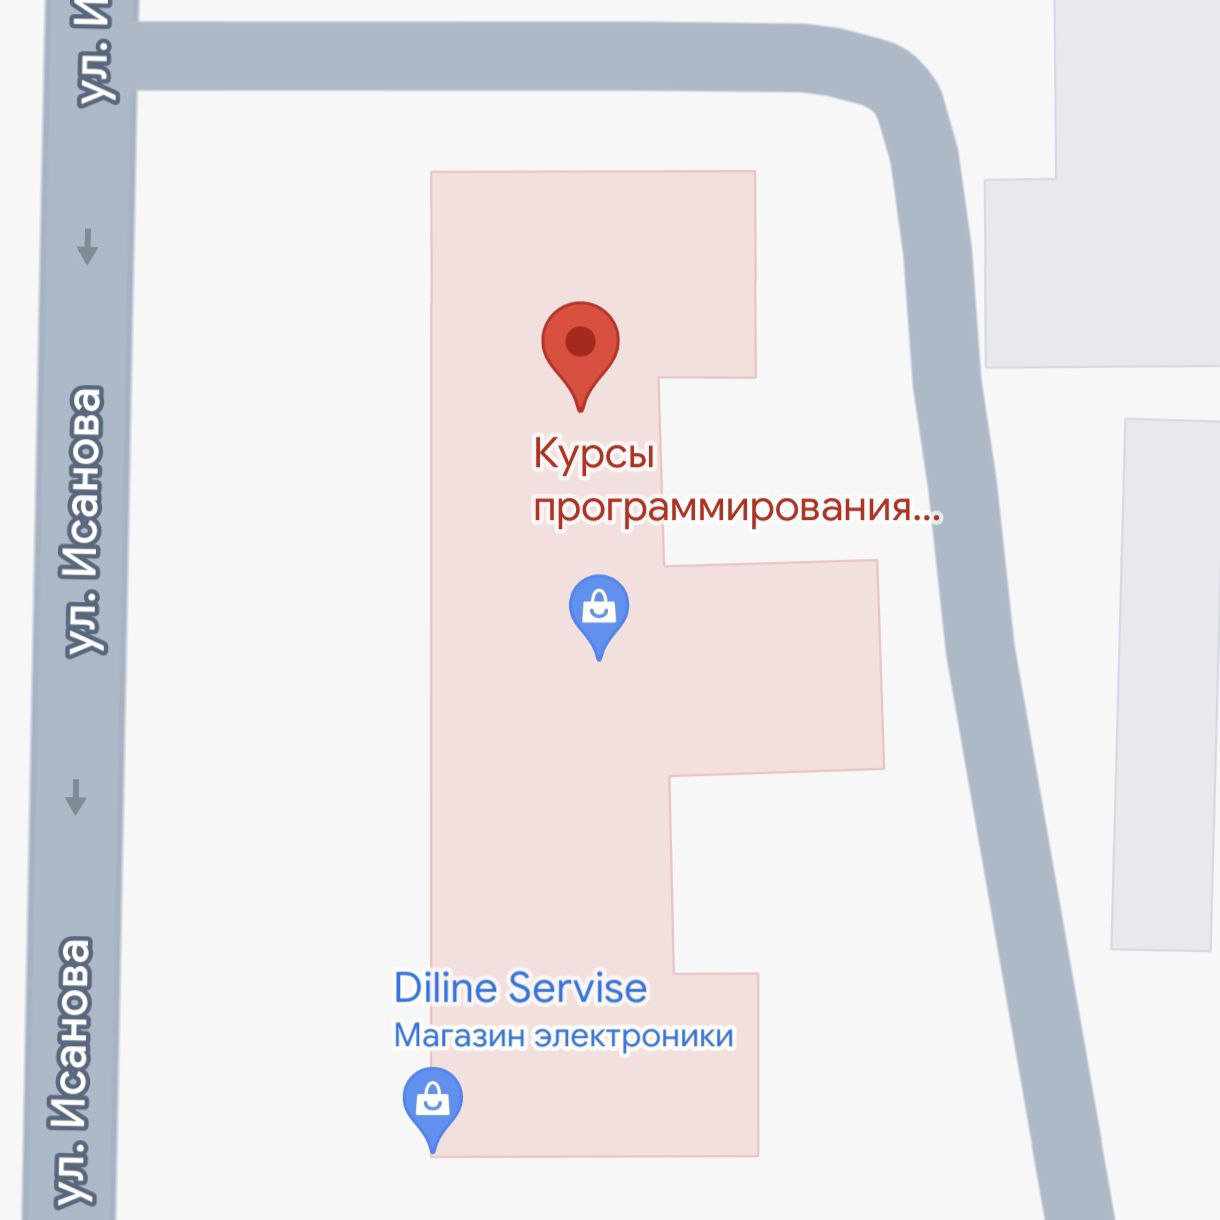 ул. И
ул. Исанова
Курсы
программирования...
Diline Servise
Магазин электроники
ул. Исанова